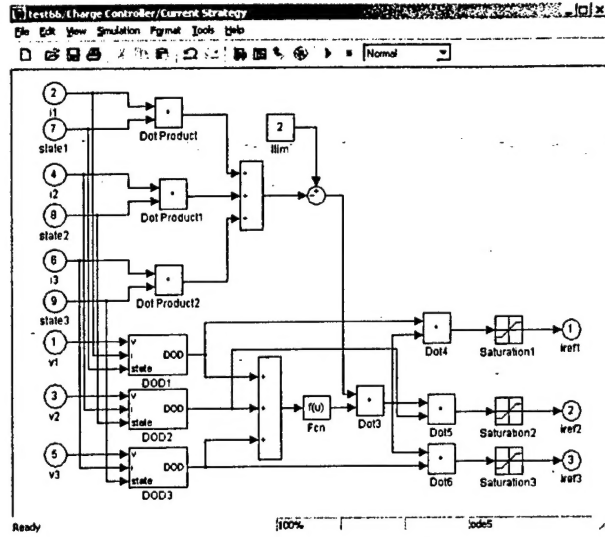 test66/Charge Controller/Current Strategy
File Edit View Simulation Format Tools Help
Normal
2
i1
7
state1
Dot Product
2
Ilim
4
i2
8
state2
Dot Product1
6
i3
9
state3
Dot Product2
1
v1
v
i
state
DOD
DOD1
3
v2
v
i
state
DOD
DOD2
5
v3
v
i
state
DOD
DOD3
f(u)
Fcn
Dot3
Dot4
Saturation1
1
iref1
Dot5
Saturation2
2
iref2
Dot6
Saturation3
3
iref3
Ready 100% ode5